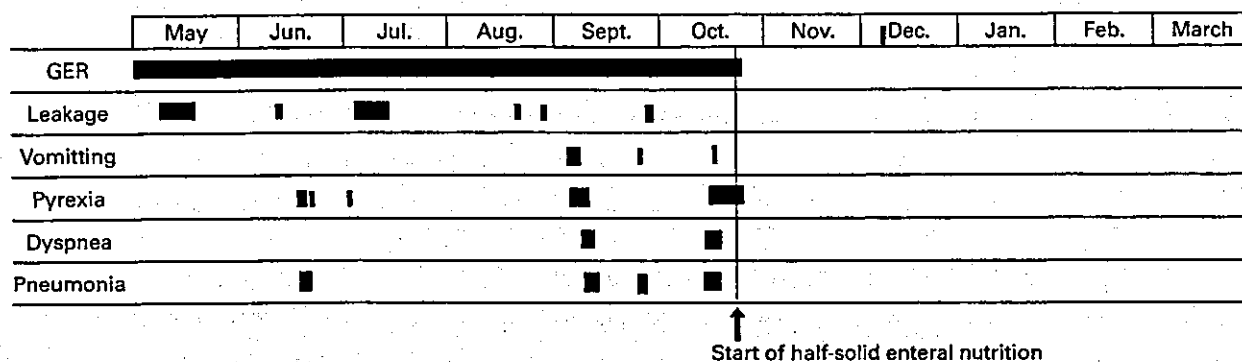 May Jun. Jul. Aug. Sept. Oct. Nov. Dec. Jan. Feb. March
GER
Leakage
Vomitting
Pyrexia
Dyspnea
Pneumonia
Start of half-solid enteral nutrition